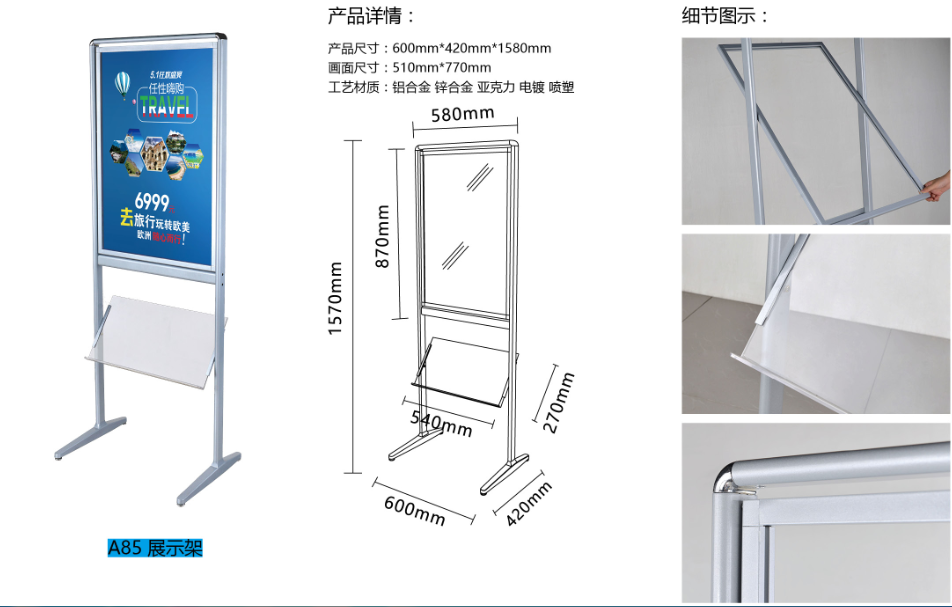 产品详情：
产品尺寸：600mm*420mm*1580mm
画面尺寸：510mm*770mm
工艺材质：铝合金 锌合金 亚克力 电镀 喷塑
细节图示：
任性嗨购
TRAVEL
6999
去旅行玩转欧美
欧洲
580mm
870mm
1570mm
540mm
270mm
600mm
420mm
A85 展示架